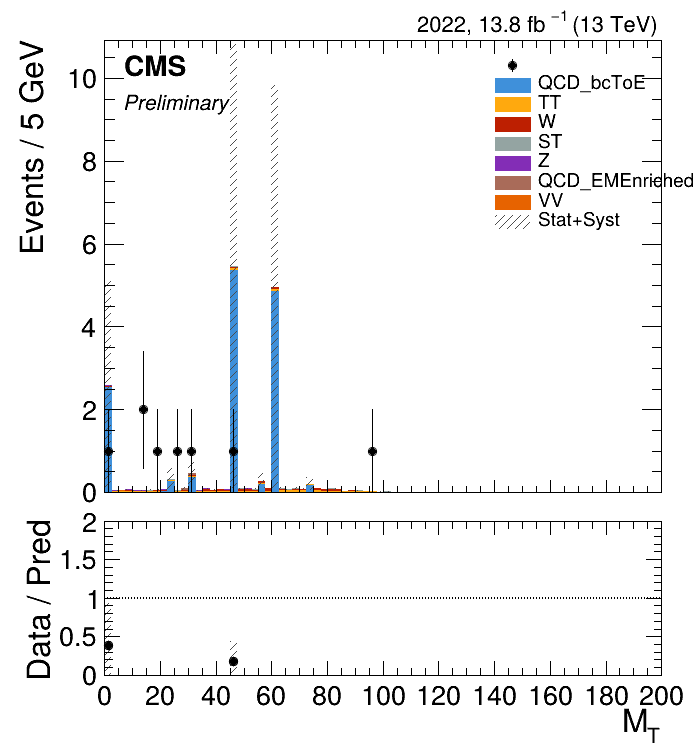 2022, 13.8 fb⁻¹ (13 TeV)
CMS
Preliminary
QCD_bcToE
TT
W
ST
Z
QCD_EMEnriched
VV
Stat+Syst
Events / 5 GeV
10
8
6
4
2
0
Data / Pred
2
1.5
1
0.5
0
0 20 40 60 80 100 120 140 160 180 200
M_T